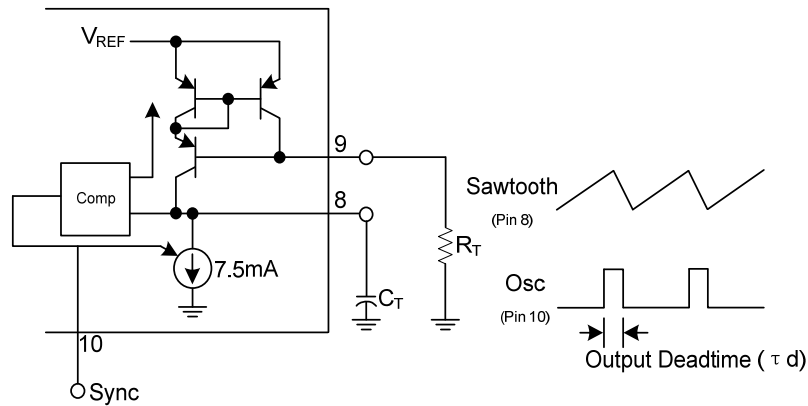 VREF
9
Comp
8
7.5mA
RT
CT
10
Sync
Sawtooth
(Pin 8)
Osc
(Pin 10)
Output Deadtime ( τ d)